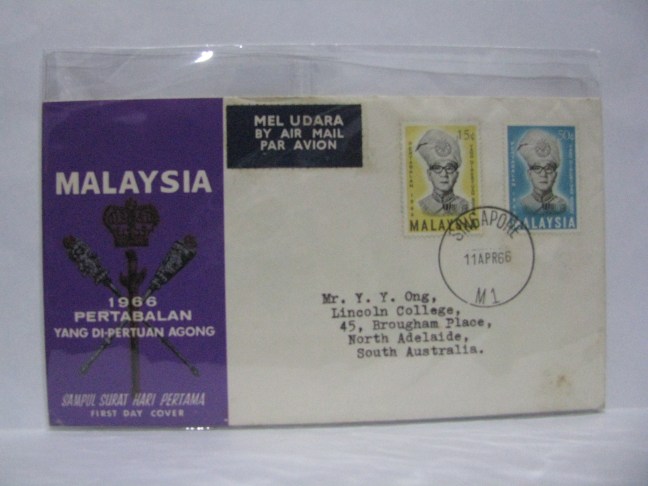 MALAYSIA
1966
PERTABALAN
YANG DI-PERTUAN AGONG
SAMPUL SURAT HARI PERTAMA
FIRST DAY COVER
MEL UDARA
BY AIR MAIL
PAR AVION
15c
MALAYSIA
50c
MALAYSIA
SINGAPORE
11APR66
M1
Mr. Y. Y. Ong,
Lincoln College,
45, Brougham Place,
North Adelaide,
South Australia.